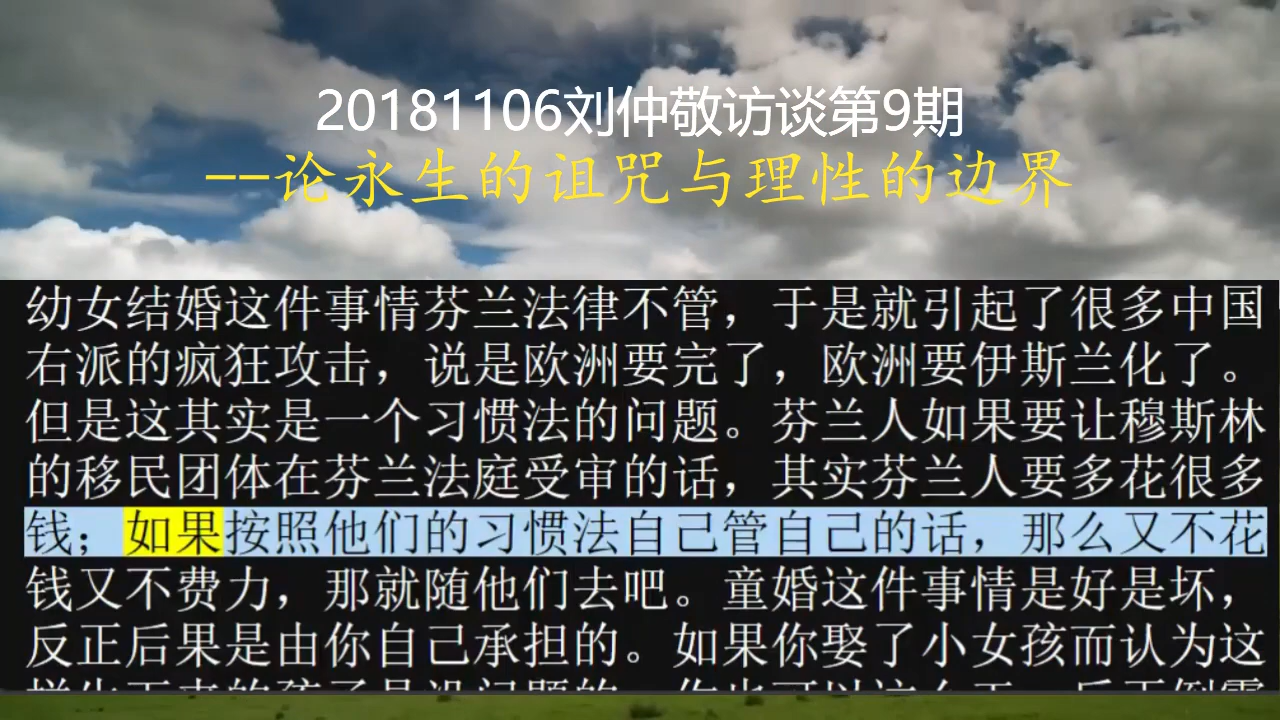 20181106刘仲敬访谈第9期
--论永生的诅咒与理性的边界
幼女结婚这件事情芬兰法律不管，于是就引起了很多中国
右派的疯狂攻击，说是欧洲要完了，欧洲要伊斯兰化了。
但是这其实是一个习惯法的问题。芬兰人如果要让穆斯林
的移民团体在芬兰法庭受审的话，其实芬兰人要多花很多
钱；如果按照他们的习惯法自己管自己的话，那么又不花
钱又不费力，那就随他们去吧。童婚这件事情是好是坏，
反正后果是由你自己承担的。如果你娶了小女孩而认为这